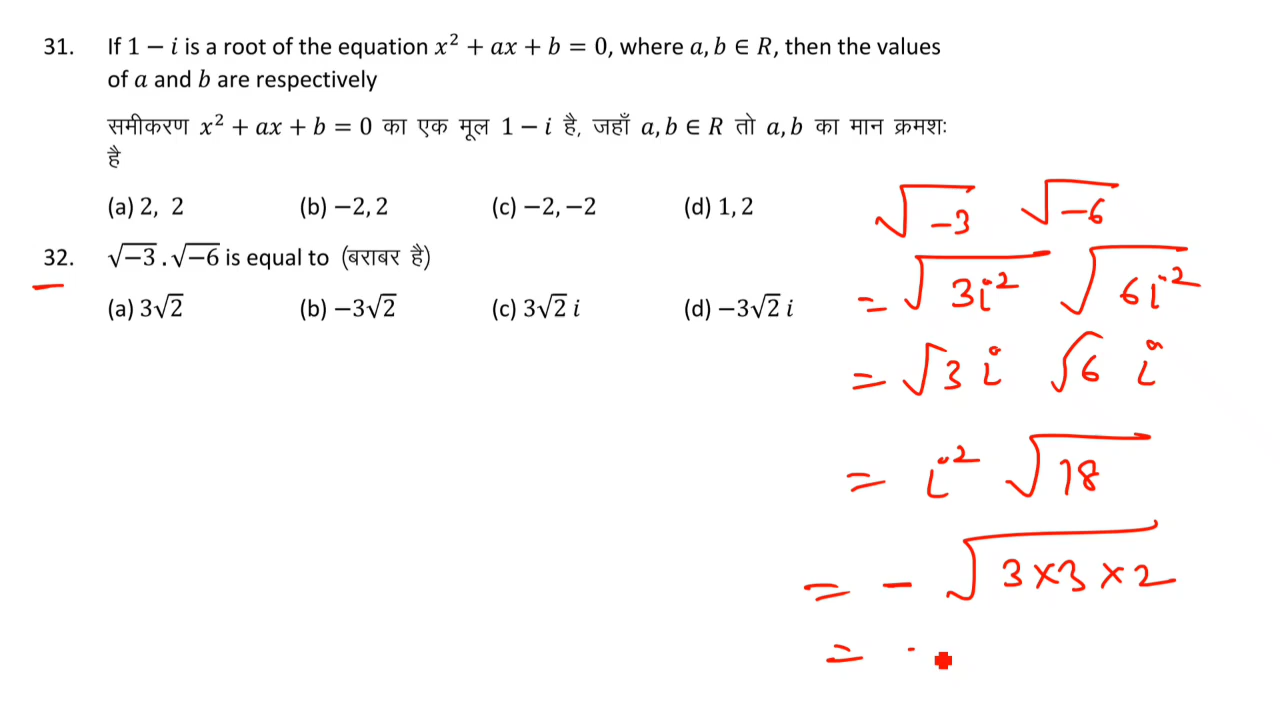 31. If 1 − i is a root of the equation x² + ax + b = 0, where a, b ∈ R, then the values
of a and b are respectively
समीकरण x² + ax + b = 0 का एक मूल 1 − i है, जहाँ a, b ∈ R तो a, b का मान क्रमशः
है
(a) 2, 2 (b) −2, 2 (c) −2, −2 (d) 1, 2
32. √−3 . √−6 is equal to (बराबर है)
(a) 3√2 (b) −3√2 (c) 3√2 i (d) −3√2 i
√−3 √−6
= √3i² √6i²
= √3 i √6 i
= i² √18
= − √3×3×2
=